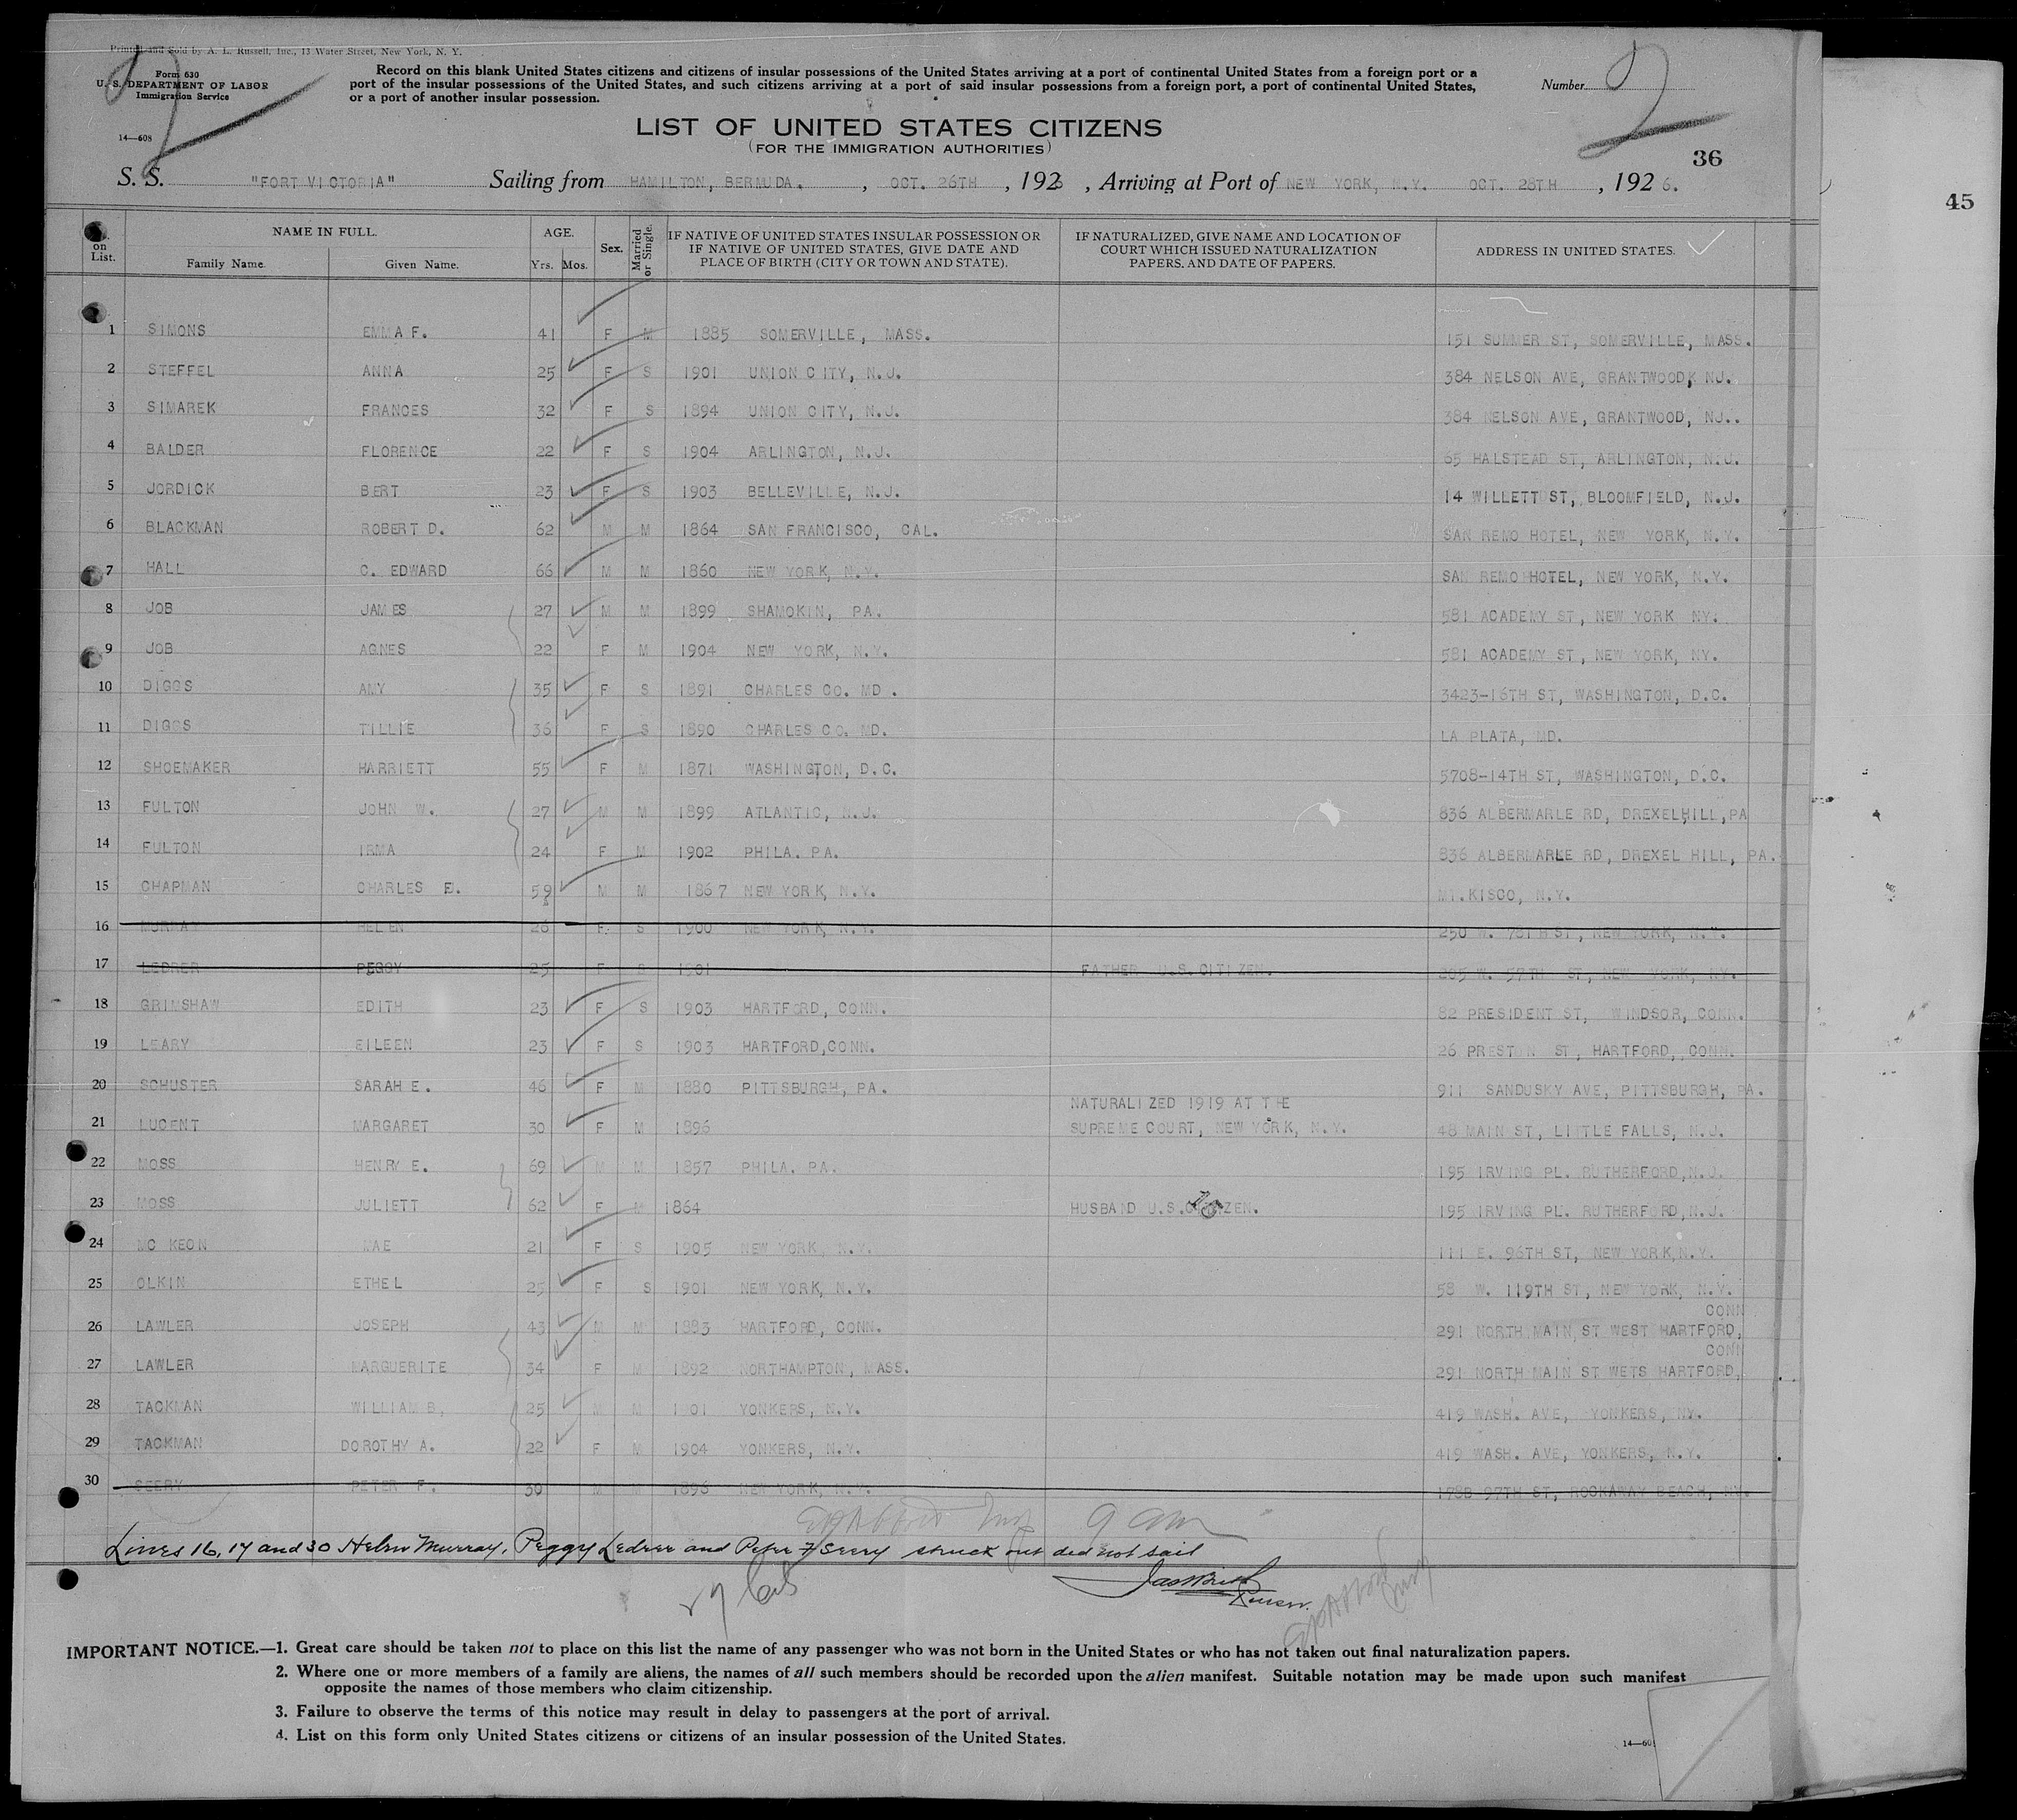 Printed and Sold by A. L. Russell, Inc., 13 Water Street, New York, N. Y.
Form 630
U. S. DEPARTMENT OF LABOR
Immigration Service
14—608
Record on this blank United States citizens and citizens of insular possessions of the United States arriving at a port of continental United States from a foreign port or a
port of the insular possessions of the United States, and such citizens arriving at a port of said insular possessions from a foreign port, a port of continental United States,
or a port of another insular possession.
Number 2
2
LIST OF UNITED STATES CITIZENS
(FOR THE IMMIGRATION AUTHORITIES)
36
45
S. S. "FORT VICTORIA" Sailing from HAMILTON, BERMUDA. , OCT. 26TH , 1926 , Arriving at Port of NEW YORK, N.Y. OCT. 28TH , 1926.
No. on List. NAME IN FULL. Family Name. Given Name. AGE. Yrs. Mos. Sex. Married or Single. IF NATIVE OF UNITED STATES INSULAR POSSESSION OR IF NATIVE OF UNITED STATES, GIVE DATE AND PLACE OF BIRTH (CITY OR TOWN AND STATE). IF NATURALIZED, GIVE NAME AND LOCATION OF COURT WHICH ISSUED NATURALIZATION PAPERS, AND DATE OF PAPERS. ADDRESS IN UNITED STATES.
1 SIMONS EMMA F. 41 F M 1885 SOMERVILLE, MASS. 151 SUMMER ST, SOMERVILLE, MASS.
2 STEFFEL ANNA 25 F S 1901 UNION CITY, N.J. 384 NELSON AVE, GRANTWOOD, NJ.
3 SIMAREK FRANCES 32 F S 1894 UNION CITY, N.J. 384 NELSON AVE, GRANTWOOD, NJ..
4 BALDER FLORENCE 22 F S 1904 ARLINGTON, N.J. 65 HALSTEAD ST, ARLINGTON, N.J.
5 JORDICK BERT 23 F S 1903 BELLEVILLE, N.J. 14 WILLETT ST, BLOOMFIELD, N.J.
6 BLACKMAN ROBERT D. 62 M M 1864 SAN FRANCISCO, CAL. SAN REMO HOTEL, NEW YORK, N.Y.
7 HALL C. EDWARD 66 M M 1860 NEW YORK, N.Y. SAN REMO HOTEL, NEW YORK, N.Y.
8 JOB JAMES 27 M M 1899 SHAMOKIN, PA. 581 ACADEMY ST, NEW YORK NY.
9 JOB AGNES 22 F M 1904 NEW YORK, N.Y. 581 ACADEMY ST, NEW YORK, NY.
10 DIGGS AMY 35 F S 1891 CHARLES CO. MD . 3423-16TH ST, WASHINGTON, D.C.
11 DIGGS TILLIE 36 F S 1890 CHARLES CO. MD. LA PLATA, MD.
12 SHOEMAKER HARRIETT 55 F M 1871 WASHINGTON, D.C. 5708-14TH ST, WASHINGTON, D.C.
13 FULTON JOHN W. 27 M M 1899 ATLANTIC, N.J. 836 ALBERMARLE RD, DREXELHILL,PA
14 FULTON IRMA 24 F M 1902 PHILA. PA. 836 ALBERMARLE RD, DREXEL HILL, PA.
15 CHAPMAN CHARLES E. 59 M M 1867 NEW YORK, N.Y. MT.KISCO, N.Y.
16 MURRAY HELEN 26 F. S 1900 NEW YORK, N.Y. 250 W. 78TH ST, NEW YORK, N.Y.
17 LEDRER PEGGY 25 F S 1901 FATHER U.S.CITIZEN. 205 W. 57TH ST, NEW YORK, NY.
18 GRIMSHAW EDITH 23 F S 1903 HARTFORD, CONN. 82 PRESIDENT ST, WINDSOR, CONN.
19 LEARY EILEEN 23 F S 1903 HARTFORD,CONN. 26 PRESTON ST, HARTFORD, CONN.
20 SCHUSTER SARAH E. 46 F M 1880 PITTSBURGH, PA. 911 SANDUSKY AVE, PITTSBURGH, PA.
NATURALIZED 1919 AT THE
21 LUCENT MARGARET 30 F M 1896 SUPREME COURT, NEW YORK, N.Y. 48 MAIN ST, LITTLE FALLS, N.J.
22 MOSS HENRY E. 69 M M 1857 PHILA. PA. 195 IRVING PL. RUTHERFORD,N.J.
23 MOSS JULIETT 62 F M 1864 HUSBAND U.S.CITIZEN. 195 IRVING PL. RUTHERFORD,N.J.
24 MC KEON MAE 21 F S 1905 NEW YORK, N.Y. 111 E. 96TH ST, NEW YORK,N.Y.
25 OLKIN ETHEL 25 F S 1901 NEW YORK, N.Y. 58 W. 119TH ST, NEW YORK, N.Y.
CONN
26 LAWLER JOSEPH 43 M M 1883 HARTFORD, CONN. 291 NORTH MAIN ST WEST HARTFORD,
CONN
27 LAWLER MARGUERITE 34 F M 1892 NORTHAMPTON, MASS. 291 NORTH MAIN ST WETS HARTFORD,
28 TACKMAN WILLIAM B, 25 M M 1901 YONKERS, N.Y. 419 WASH. AVE, YONKERS, NY.
29 TACKMAN DOROTHY A. 22 F M 1904 YONKERS, N.Y. 419 WASH. AVE, YONKERS, N.Y.
30 SEERY PETER F. 30 M M 1896 NEW YORK, N.Y. 178B 97TH ST, ROCKAWAY BEACH, NY.
Lines 16, 17 and 30 Helen Murray, Peggy Ledrer and Peter F Seery struck out did not sail
IMPORTANT NOTICE.—1. Great care should be taken not to place on this list the name of any passenger who was not born in the United States or who has not taken out final naturalization papers.
2. Where one or more members of a family are aliens, the names of all such members should be recorded upon the alien manifest. Suitable notation may be made upon such manifest
opposite the names of those members who claim citizenship.
3. Failure to observe the terms of this notice may result in delay to passengers at the port of arrival.
4. List on this form only United States citizens or citizens of an insular possession of the United States.
14—608